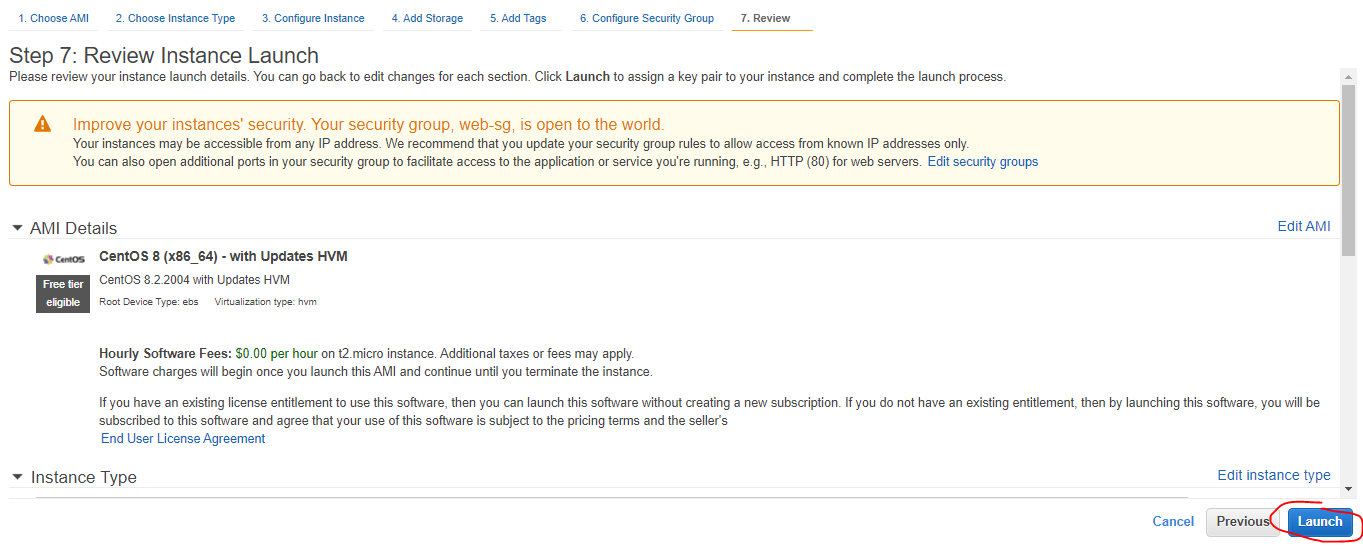 1. Choose AMI 2. Choose Instance Type 3. Configure Instance 4. Add Storage 5. Add Tags 6. Configure Security Group 7. Review
Step 7: Review Instance Launch
Please review your instance launch details. You can go back to edit changes for each section. Click Launch to assign a key pair to your instance and complete the launch process.
Improve your instances' security. Your security group, web-sg, is open to the world.
Your instances may be accessible from any IP address. We recommend that you update your security group rules to allow access from known IP addresses only.
You can also open additional ports in your security group to facilitate access to the application or service you're running, e.g., HTTP (80) for web servers. Edit security groups
AMI Details Edit AMI
CentOS
Free tier
eligible
CentOS 8 (x86_64) - with Updates HVM
CentOS 8.2.2004 with Updates HVM
Root Device Type: ebs Virtualization type: hvm
Hourly Software Fees: $0.00 per hour on t2.micro instance. Additional taxes or fees may apply.
Software charges will begin once you launch this AMI and continue until you terminate the instance.
If you have an existing license entitlement to use this software, then you can launch this software without creating a new subscription. If you do not have an existing entitlement, then by launching this software, you will be
subscribed to this software and agree that your use of this software is subject to the pricing terms and the seller's
End User License Agreement
Instance Type Edit instance type
Cancel Previous Launch